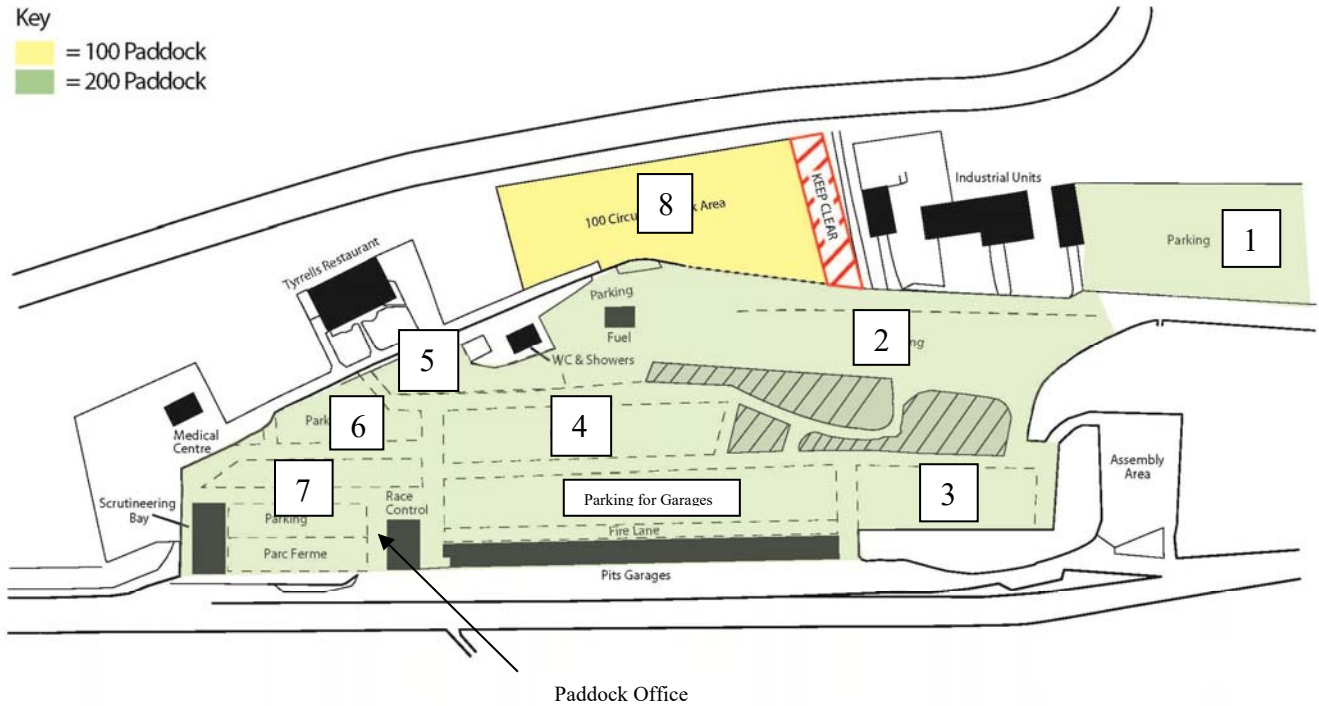 Key
= 100 Paddock
= 200 Paddock
8
100 Circu
Area
KEEP CLEAR
Industrial Units
Parking
1
Tyrrells Restaurant
Parking
Fuel
2
WC & Showers
5
6
4
Medical
Centre
7
Parking for Garages
3
Assembly
Area
Scrutineering
Bay
Parking
Race
Control
Fire Lane
Parc Ferme
Pits Garages
Paddock Office